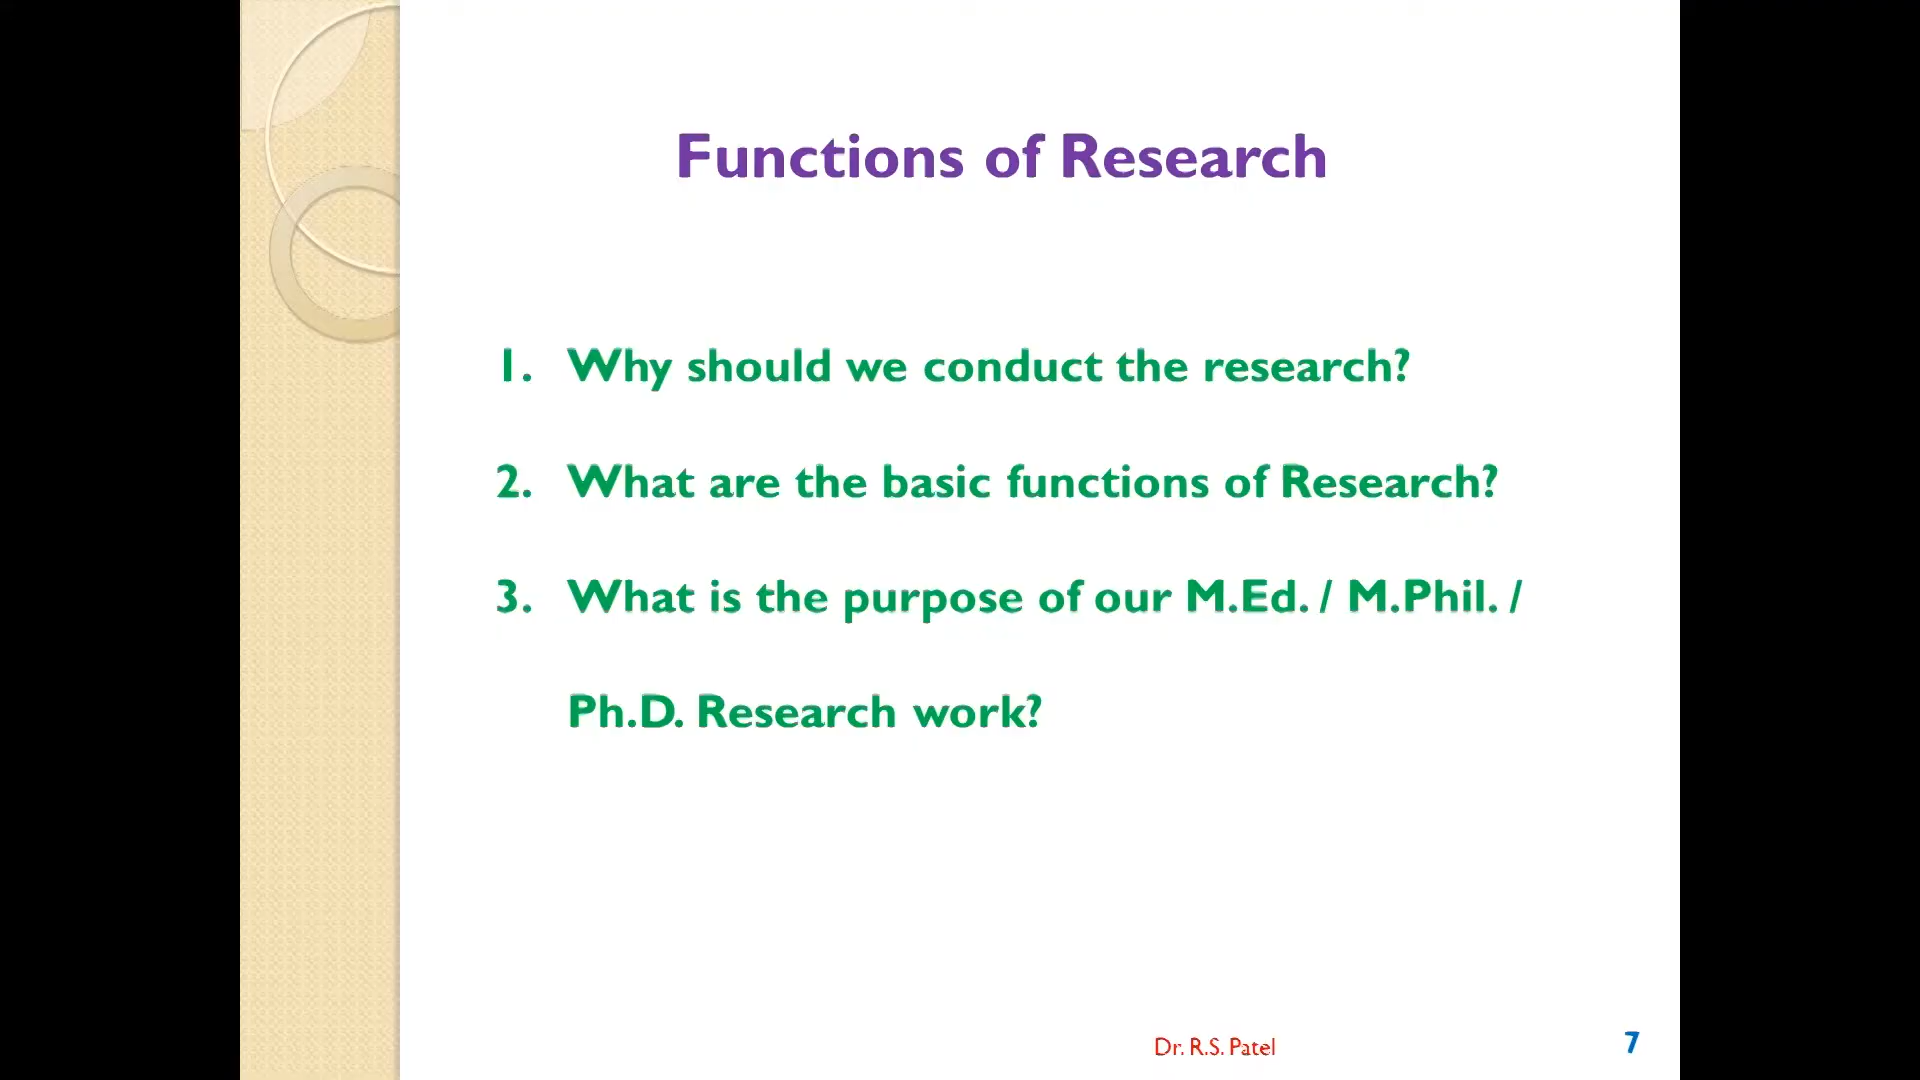 Functions of Research
1. Why should we conduct the research?
2. What are the basic functions of Research?
3. What is the purpose of our M.Ed. / M.Phil. /
Ph.D. Research work?
Dr. R.S. Patel
7